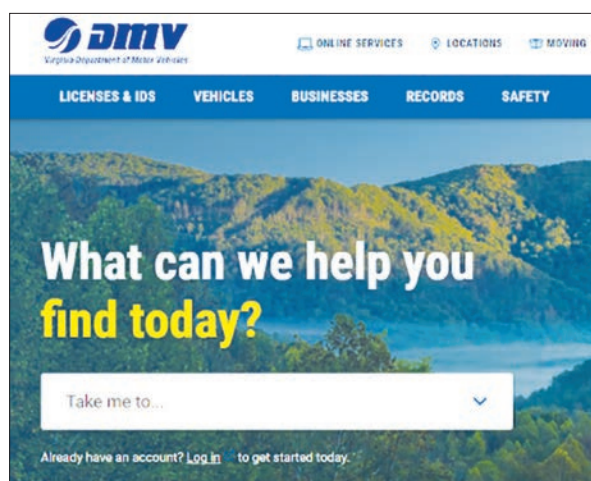 DMV
Virginia Department of Motor Vehicles
ONLINE SERVICES LOCATIONS MOVING
LICENSES & IDS VEHICLES BUSINESSES RECORDS SAFETY
What can we help you
find today?
Take me to...
Already have an account? Log in to get started today.